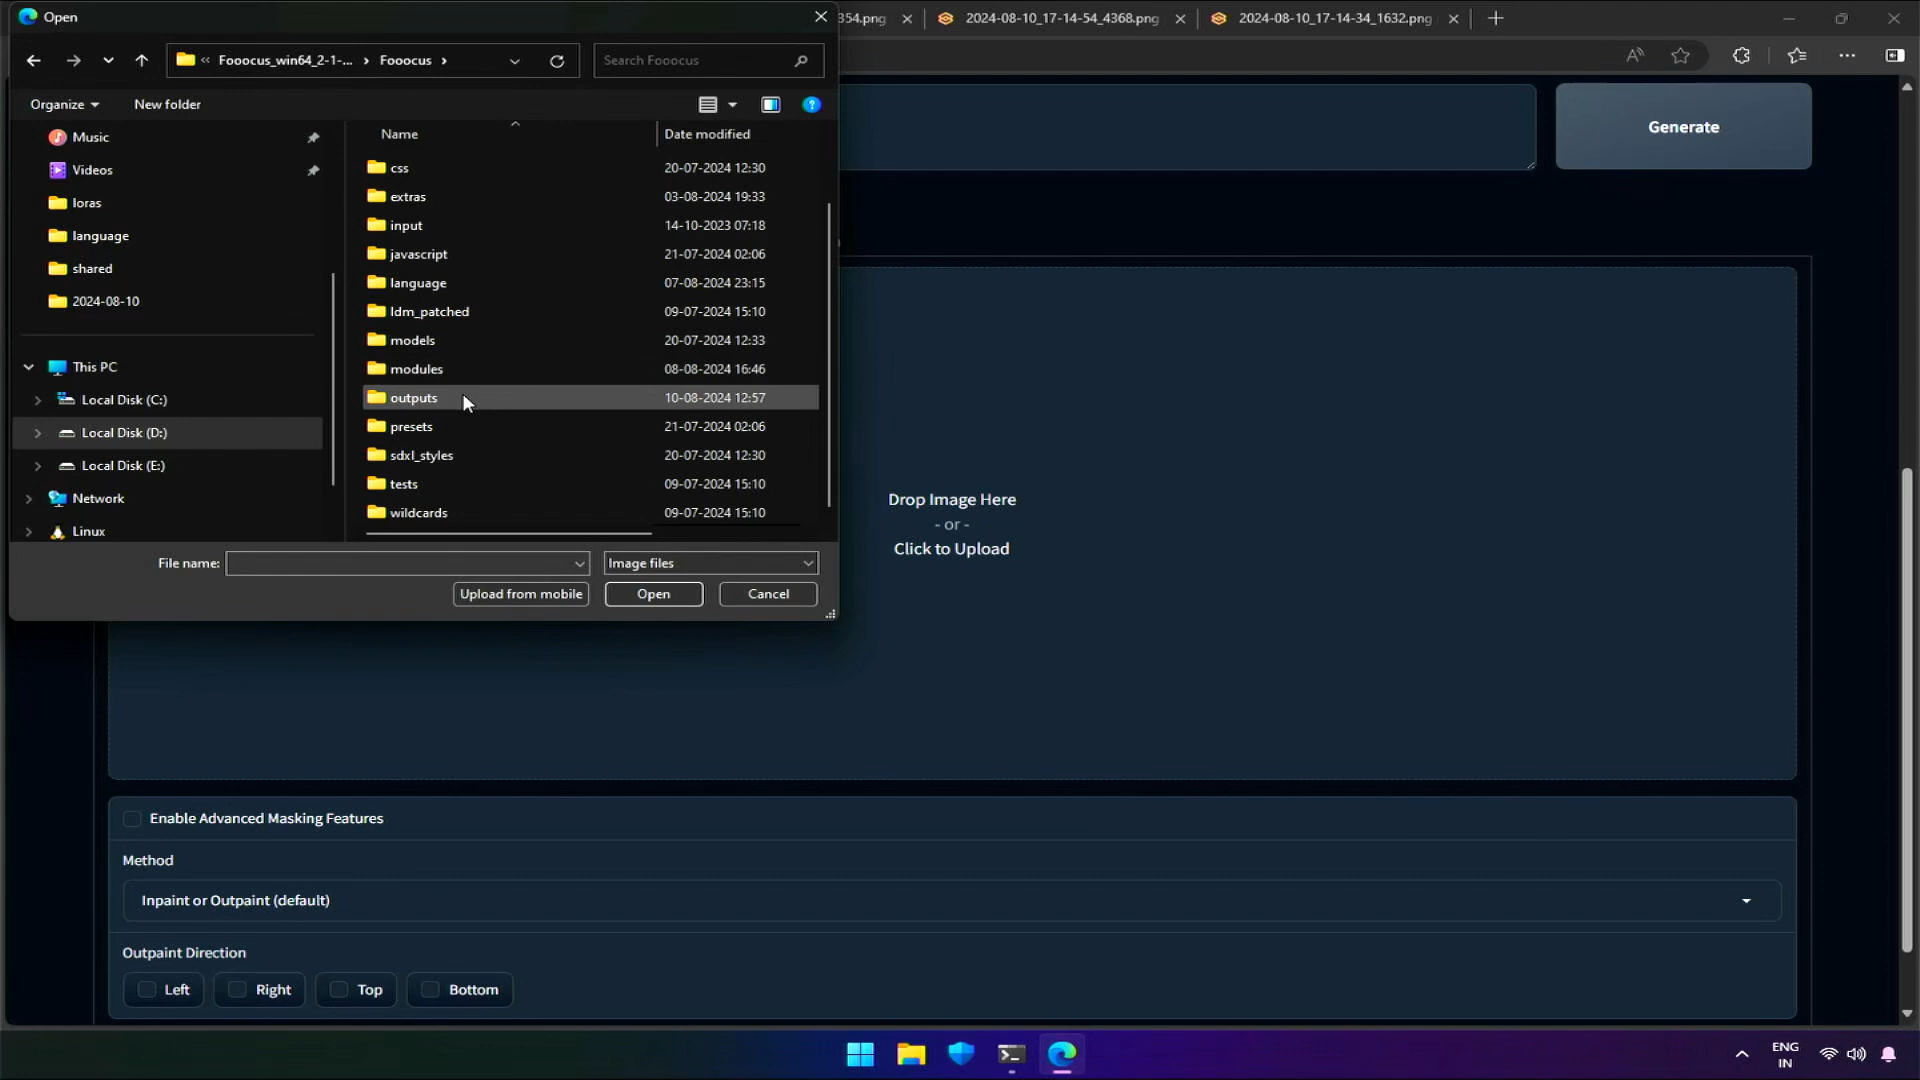 Open
354.png
2024-08-10_17-14-54_4368.png
2024-08-10_17-14-34_1632.png
Fooocus_win64_2-1-... › Fooocus ›
Search Fooocus
Organize
New folder
Generate
Music
Videos
loras
language
shared
2024-08-10
This PC
Local Disk (C:)
Local Disk (D:)
Local Disk (E:)
Network
Linux
Name Date modified
css 20-07-2024 12:30
extras 03-08-2024 19:33
input 14-10-2023 07:18
javascript 21-07-2024 02:06
language 07-08-2024 23:15
ldm_patched 09-07-2024 15:10
models 20-07-2024 12:33
modules 08-08-2024 16:46
outputs 10-08-2024 12:57
presets 21-07-2024 02:06
sdxl_styles 20-07-2024 12:30
tests 09-07-2024 15:10
wildcards 09-07-2024 15:10
File name:
Image files
Upload from mobile
Open
Cancel
Drop Image Here
- or -
Click to Upload
Enable Advanced Masking Features
Method
Inpaint or Outpaint (default)
Outpaint Direction
Left
Right
Top
Bottom
ENG
IN